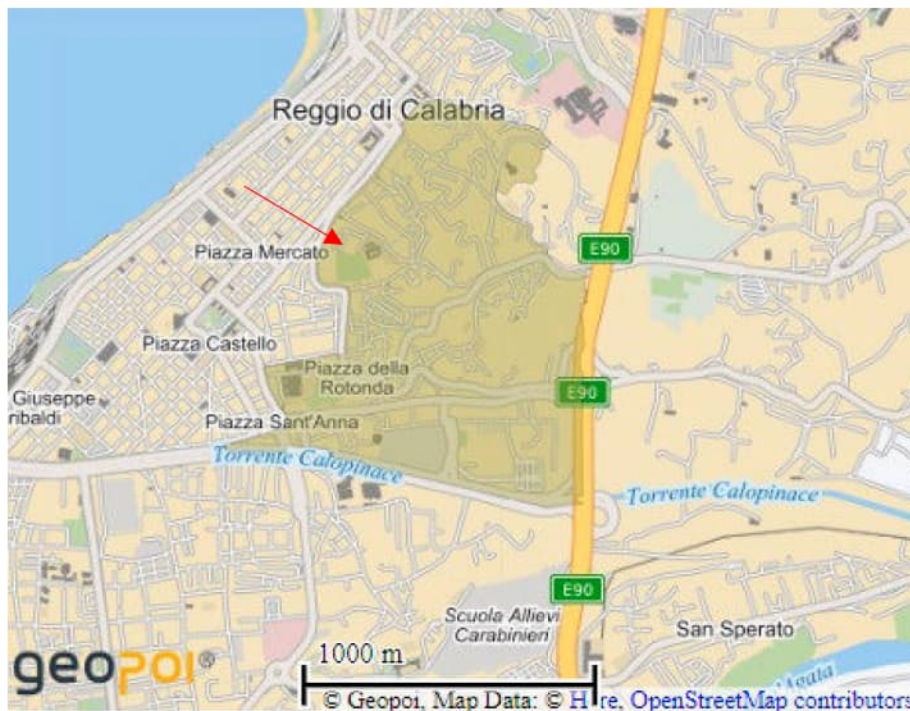 Reggio di Calabria
Piazza Mercato
E90
Piazza Castello
Piazza della
Rotonda
E90
Giuseppe
ribaldi
Piazza Sant'Anna
Torrente Calopinace
Torrente Calopinace
E90
Scuola Allievi
Carabinieri
San Sperato
geopoi®
1000 m
Agata
© Geopoi, Map Data: © H re, OpenStreetMap contributors